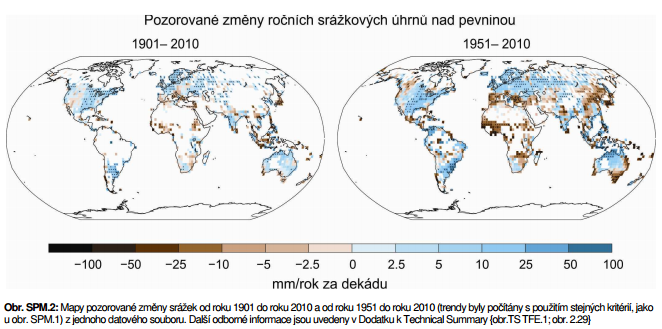 Pozorované změny ročních srážkových úhrnů nad pevninou
1901– 2010
1951– 2010
−100 −50 −25 −10 −5 −2.5 0 2.5 5 10 25 50 100
mm/rok za dekádu
Obr. SPM.2: Mapy pozorované změny srážek od roku 1901 do roku 2010 a od roku 1951 do roku 2010 (trendy byly počítány s použitím stejných kritérií, jako
u obr. SPM.1) z jednoho datového souboru. Další odborné informace jsou uvedeny v Dodatku k Technical Summary {obr.TS TFE.1; obr. 2.29}